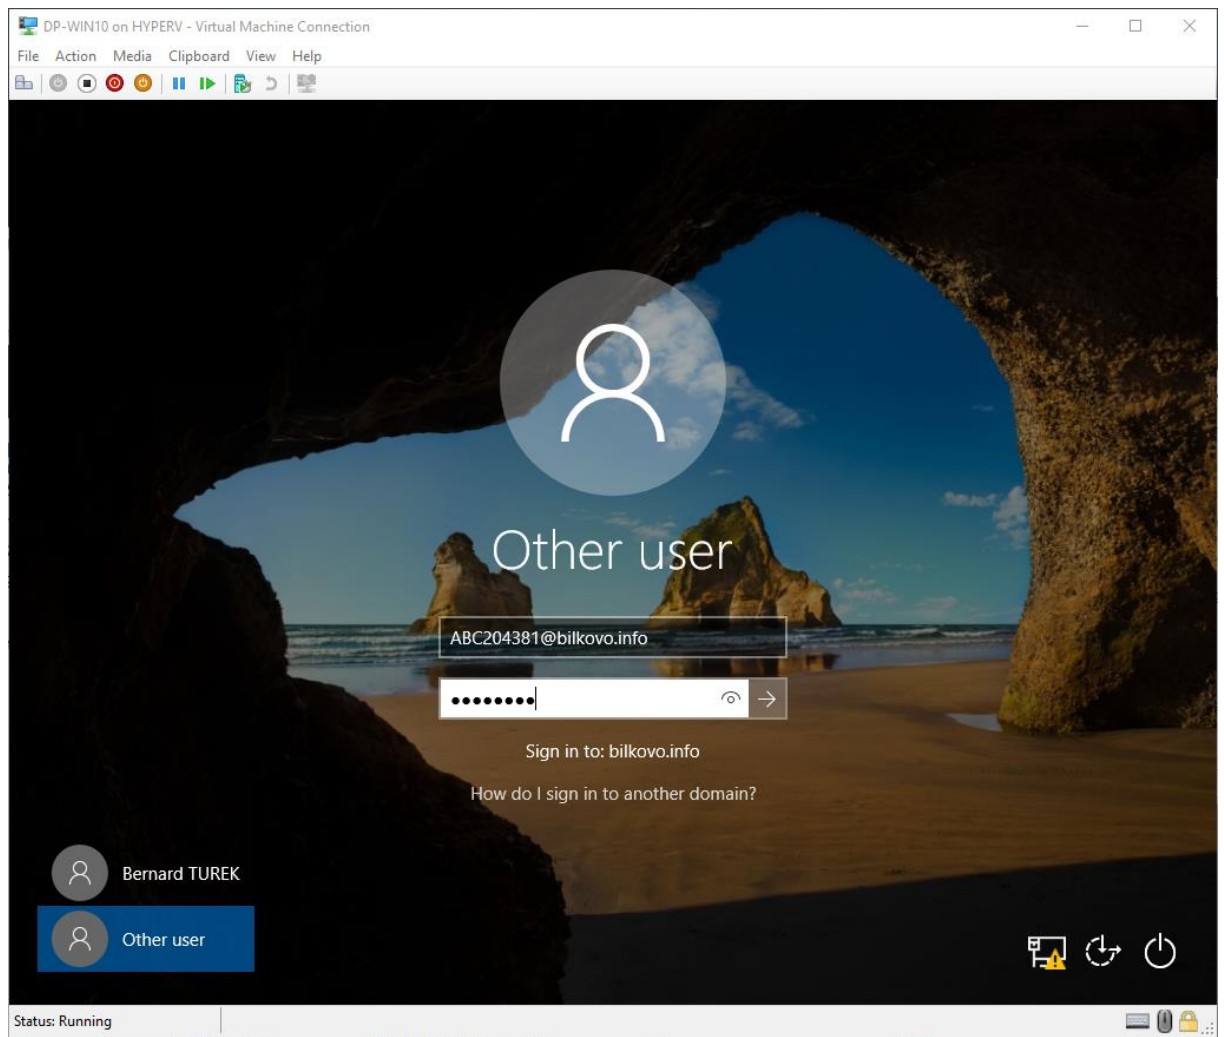 DP-WIN10 on HYPERV - Virtual Machine Connection
File Action Media Clipboard View Help
Other user
ABC204381@bilkovo.info
●●●●●●●●
Sign in to: bilkovo.info
How do I sign in to another domain?
Bernard TUREK
Other user
Status: Running